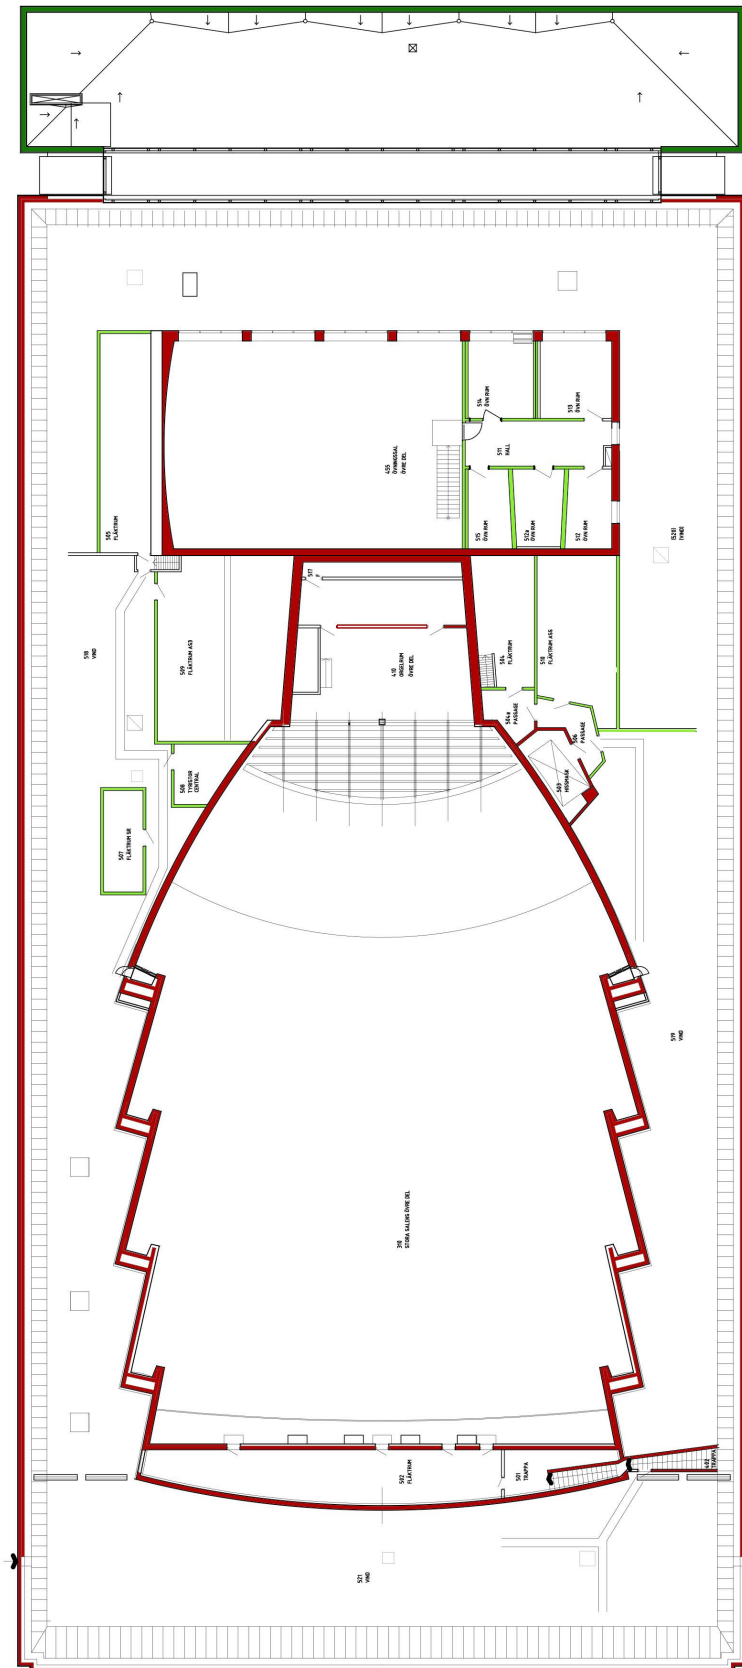 514
ÖVN RUM
513
ÖVN RUM
511
HALL
455
ÖVNINGSSAL
ÖVRE DEL
505
FLÄKTRUM
515
ÖVN RUM
512a
ÖVN RUM
512
ÖVN RUM
(520)
(VIND)
517
F
518
VIND
509
FLÄKTRUM AS3
410
ORGELRUM
ÖVRE DEL
504
FLÄKTRUM
510
FLÄKTRUM AS6
504a
PASSAGE
506
PASSAGE
508
TYRISTOR
CENTRAL
503
HISSMASK
507
FLÄKTRUM SR
519
VIND
310
STORA SALENS ÖVRE DEL
502
FLÄKTRUM
501
TRAPPA
402
TRAPPA
521
VIND